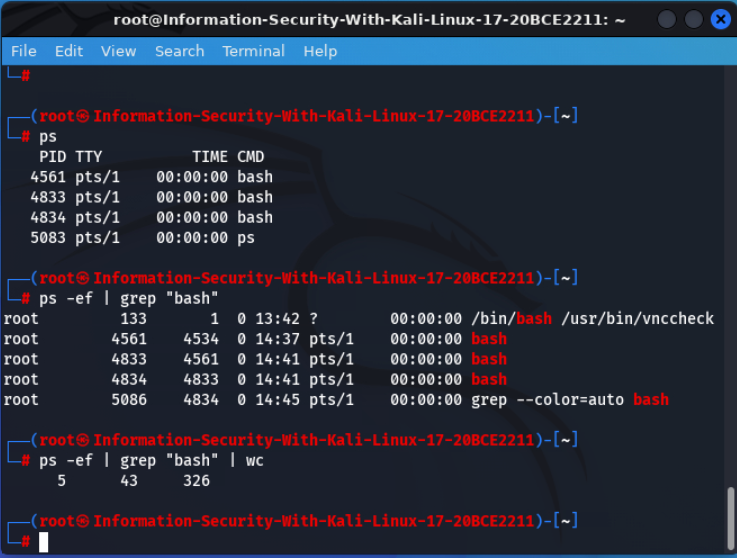 root@Information-Security-With-Kali-Linux-17-20BCE2211: ~
File Edit View Search Terminal Help
└─#
┌──(root㉿Information-Security-With-Kali-Linux-17-20BCE2211)-[~]
└─# ps
    PID TTY          TIME CMD
   4561 pts/1    00:00:00 bash
   4833 pts/1    00:00:00 bash
   4834 pts/1    00:00:00 bash
   5083 pts/1    00:00:00 ps
┌──(root㉿Information-Security-With-Kali-Linux-17-20BCE2211)-[~]
└─# ps -ef | grep "bash"
root         133       1  0 13:42 ?        00:00:00 /bin/bash /usr/bin/vnccheck
root        4561    4534  0 14:37 pts/1    00:00:00 bash
root        4833    4561  0 14:41 pts/1    00:00:00 bash
root        4834    4833  0 14:41 pts/1    00:00:00 bash
root        5086    4834  0 14:45 pts/1    00:00:00 grep --color=auto bash
┌──(root㉿Information-Security-With-Kali-Linux-17-20BCE2211)-[~]
└─# ps -ef | grep "bash" | wc
      5      43     326
┌──(root㉿Information-Security-With-Kali-Linux-17-20BCE2211)-[~]
└─#